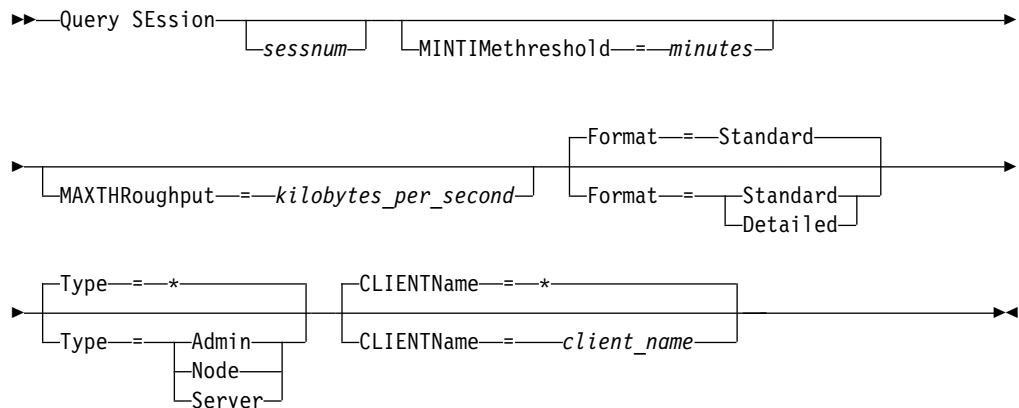 Query SEssion
sessnum
MINTIMethreshold = minutes
MAXTHRoughput = kilobytes_per_second
Format = Standard
Format = Standard
Detailed
Type = *
Type = Admin
Node
Server
CLIENTName = *
CLIENTName = client_name